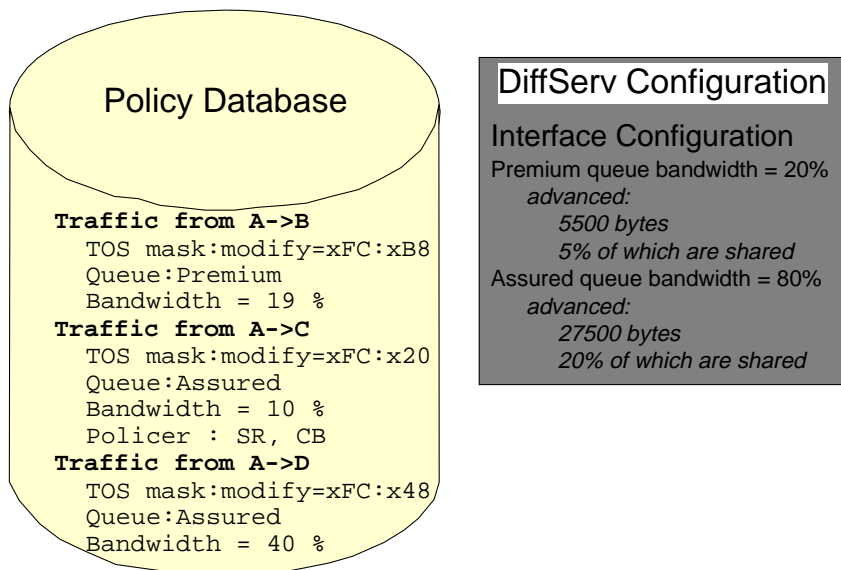 Policy Database
Traffic from A->B
TOS mask:modify=xFC:xB8
Queue:Premium
Bandwidth = 19 %
Traffic from A->C
TOS mask:modify=xFC:x20
Queue:Assured
Bandwidth = 10 %
Policer : SR, CB
Traffic from A->D
TOS mask:modify=xFC:x48
Queue:Assured
Bandwidth = 40 %
DiffServ Configuration
Interface Configuration
Premium queue bandwidth = 20%
advanced:
5500 bytes
5% of which are shared
Assured queue bandwidth = 80%
advanced:
27500 bytes
20% of which are shared